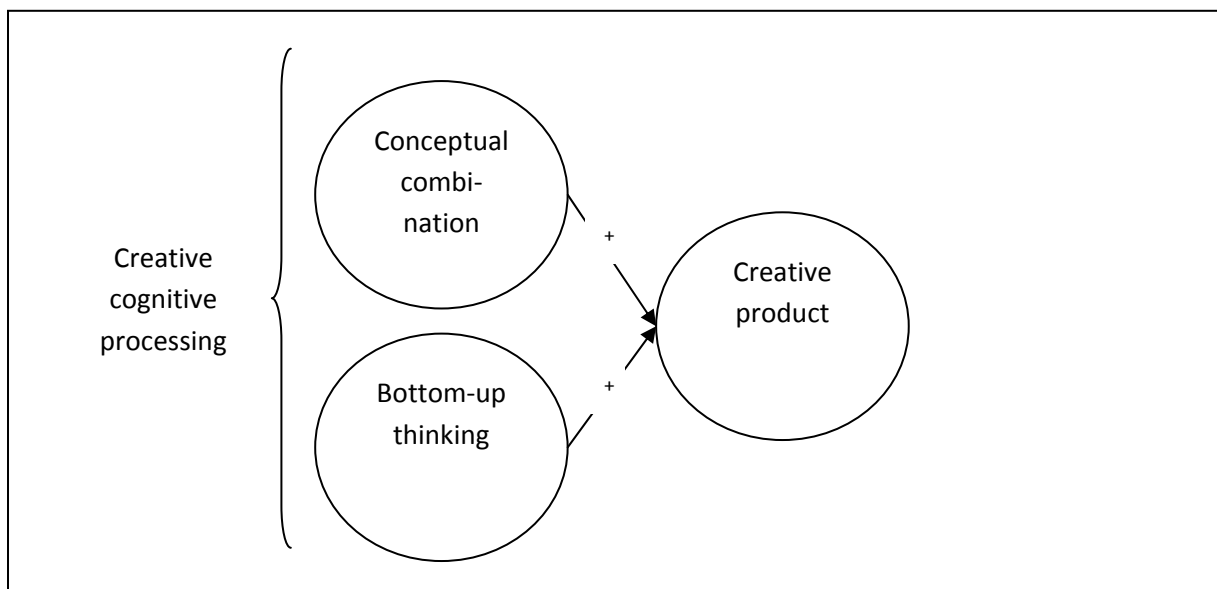 Creative
cognitive
processing
Conceptual
combi-
nation
+
Creative
product
Bottom-up
thinking
+